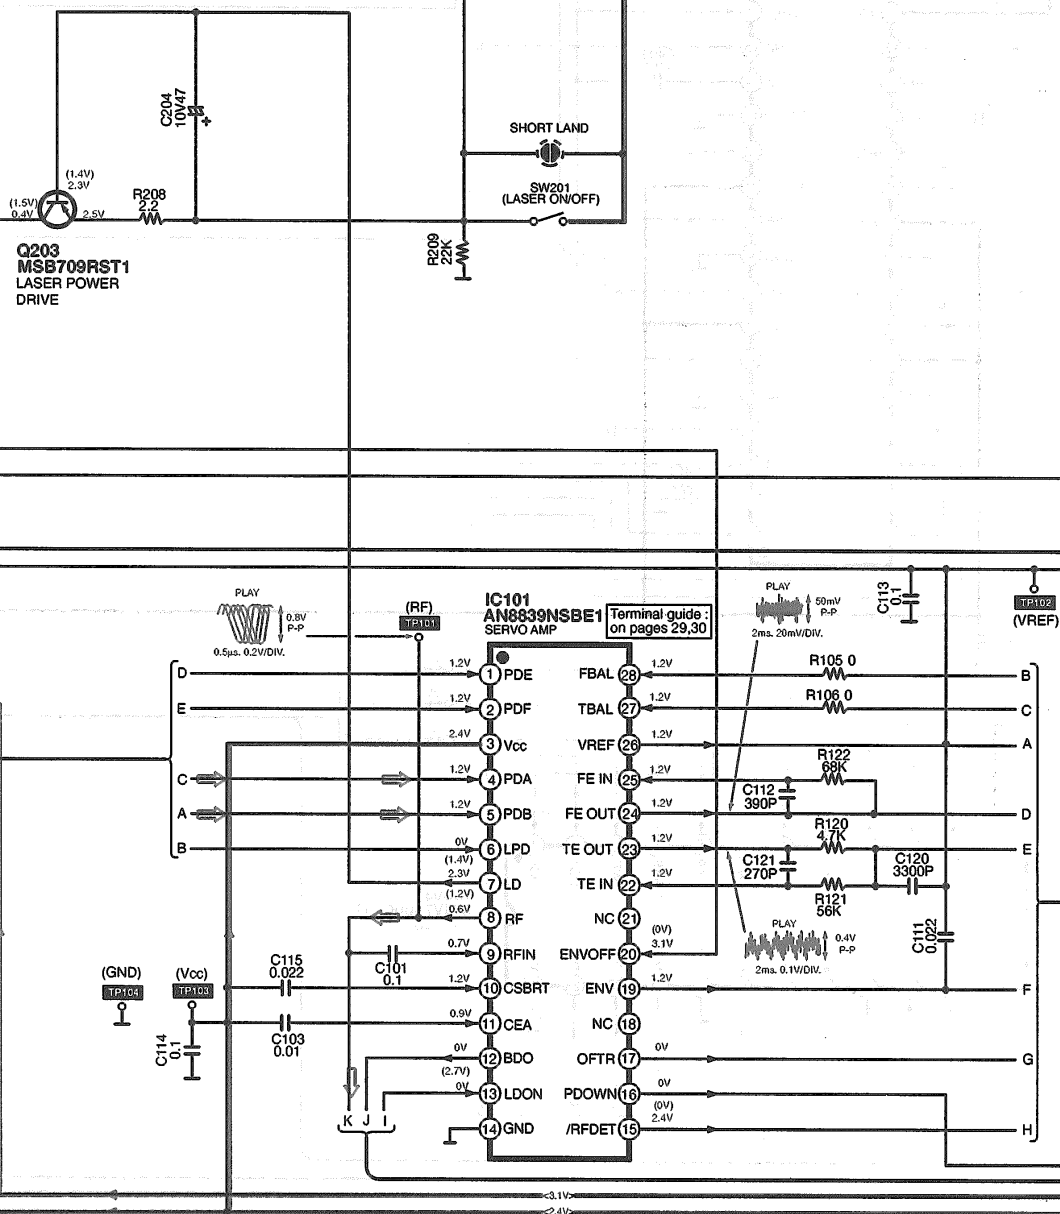 C204
10V47
SHORT LAND
SW201
(LASER ON/OFF)
(1.4V)
2.3V
(1.5V)
0.4V
2.5V
R208
2.2
R209
22K
Q203
MSB709RST1
LASER POWER
DRIVE
PLAY
0.8V
P-P
0.5µs. 0.2V/DIV.
(RF)
TP101
IC101
AN8839NSBE1
SERVO AMP
Terminal guide :
on pages 29,30
PLAY
50mV
P-P
2ms. 20mV/DIV.
C113
0.1
TP102
(VREF)
D 1.2V 1 PDE
FBAL 28 1.2V R105 0 B
E 1.2V 2 PDF
TBAL 27 1.2V R106 0 C
2.4V 3 Vcc
VREF 26 1.2V A
C 1.2V 4 PDA
FE IN 25 1.2V
R122
68K
C112
390P
A 1.2V 5 PDB
FE OUT 24 1.2V D
B 0V 6 LPD
TE OUT 23 1.2V
R120
4.7K
E
(1.4V)
2.3V 7 LD
TE IN 22 1.2V
C121
270P
R121
56K
C120
3300P
(1.2V)
0.6V 8 RF
NC 21
0.7V 9 RFIN
C101
0.1
(0V)
ENVOFF 20 3.1V
PLAY
0.4V
P-P
2ms. 0.1V/DIV.
C111
0.022
(GND)
TP104
(Vcc)
TP103
C115
0.022
1.2V 10 CSBRT
ENV 19 1.2V F
C114
0.1
C103
0.01
0.9V 11 CEA
NC 18
0V 12 BDO
OFTR 17 0V G
(2.7V)
0V 13 LDON
PDOWN 16 0V
K J I
14 GND
(0V)
/RFDET 15 2.4V H
<3.1V>
<2.4V>